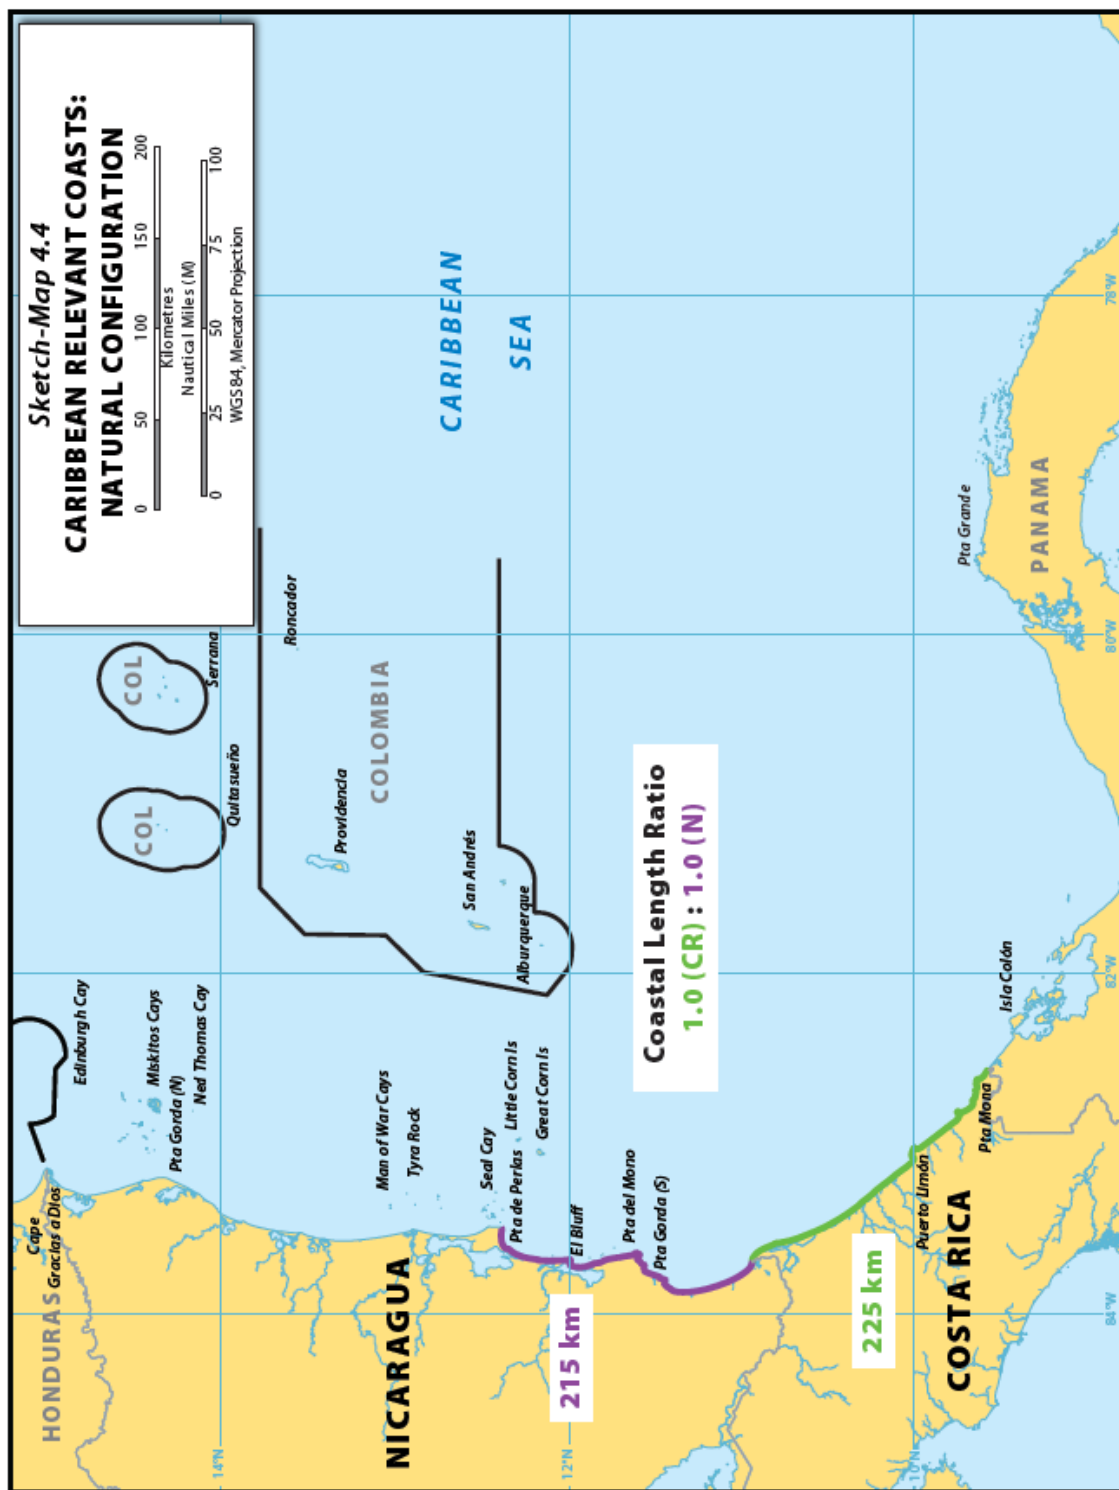 Sketch-Map 4.4
CARIBBEAN RELEVANT COASTS:
NATURAL CONFIGURATION
0 50 100 150 200
Kilometres
Nautical Miles (M)
0 25 50 75 100
WGS84, Mercator Projection
CARIBBEAN
SEA
HONDURAS
Cape
Gracias a Dios
Edinburgh Cay
Miskitos Cays
Pta Gorda (N)
Ned Thomas Cay
COL
Quitasueño
COL
Serrana
Roncador
Providencia
COLOMBIA
San Andrés
Alburquerque
NICARAGUA
Man of War Cays
Tyra Rock
Seal Cay
Pta de Perlas
Little Corn Is
Great Corn Is
El Bluff
Pta del Mono
Pta Gorda (S)
215 km
Coastal Length Ratio
1.0 (CR) : 1.0 (N)
225 km
Puerto Limón
COSTA RICA
Pta Mona
Isla Colón
Pta Grande
PANAMA
14°N
12°N
10°N
84°W
82°W
80°W
78°W